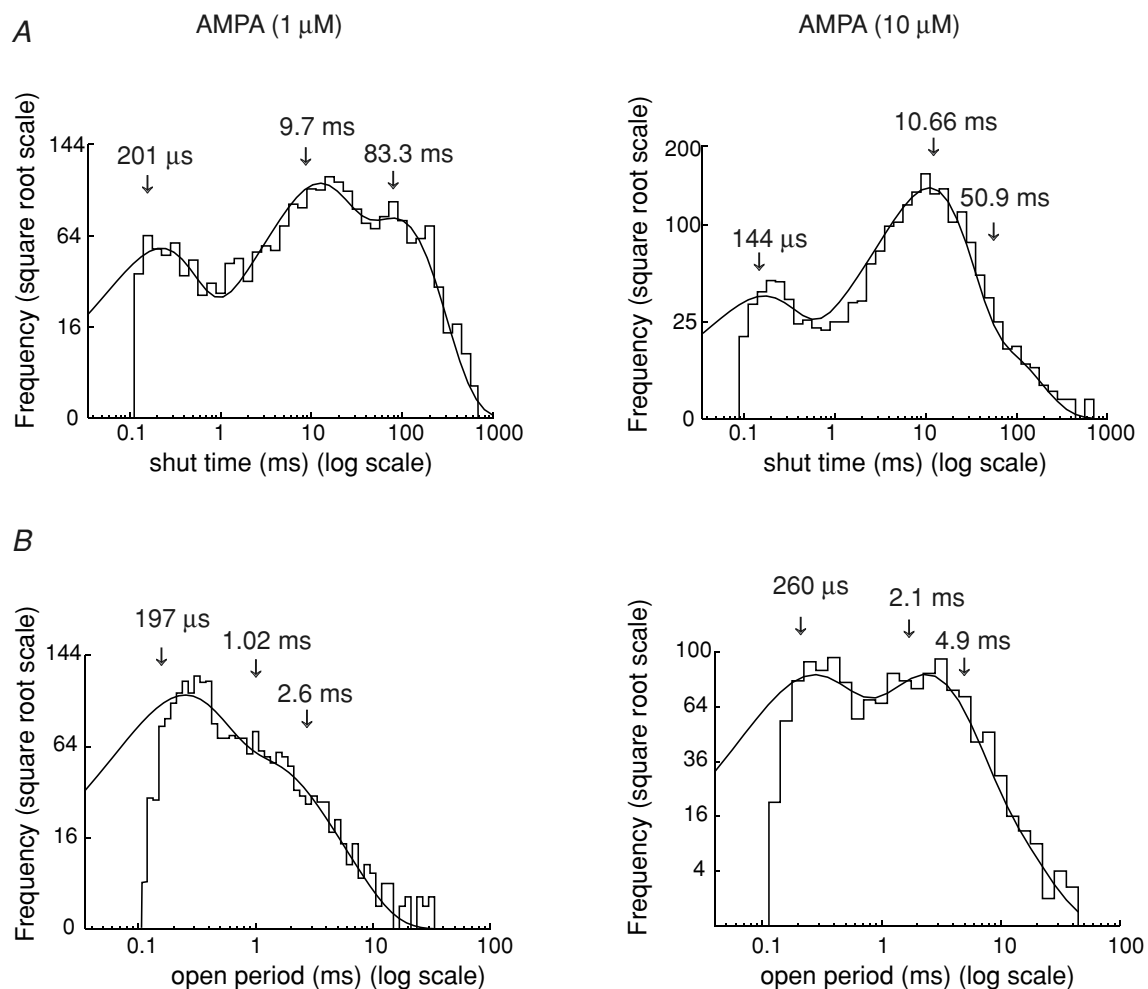 A
AMPA (1 µM)
AMPA (10 µM)
Frequency (square root scale)
144
64
16
0
201 µs
9.7 ms
83.3 ms
0.1 1 10 100 1000
shut time (ms) (log scale)
Frequency (square root scale)
200
100
25
0
144 µs
10.66 ms
50.9 ms
0.1 1 10 100 1000
shut time (ms) (log scale)
B
Frequency (square root scale)
144
64
16
0
197 µs
1.02 ms
2.6 ms
0.1 1 10 100
open period (ms) (log scale)
Frequency (square root scale)
100
64
36
16
4
260 µs
2.1 ms
4.9 ms
0.1 1 10 100
open period (ms) (log scale)